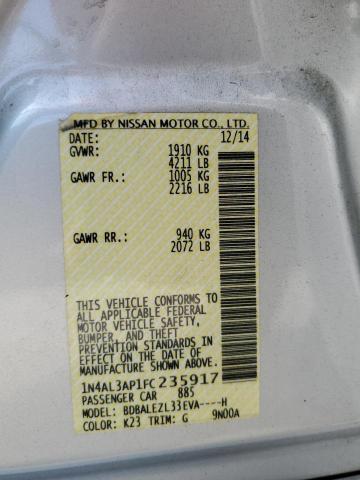 MFD BY NISSAN MOTOR CO., LTD.
DATE: 12/14
GVWR: 1910 KG
4211 LB
GAWR FR.: 1005 KG
2216 LB
GAWR RR.: 940 KG
2072 LB
THIS VEHICLE CONFORMS TO
ALL APPLICABLE FEDERAL
MOTOR VEHICLE SAFETY,
BUMPER, AND THEFT
PREVENTION STANDARDS
IN EFFECT ON THE DATE OF
MANUFACTURE SHOWN ABOVE.
1N4AL3AP1FC235917
PASSENGER CAR 885
MODEL: BDBALEZL33EVA----H
COLOR: K23 TRIM: G 9N00A